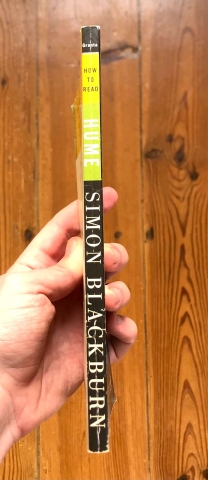 Granta
HOW TO READ
HUME
SIMON BLACKBURN